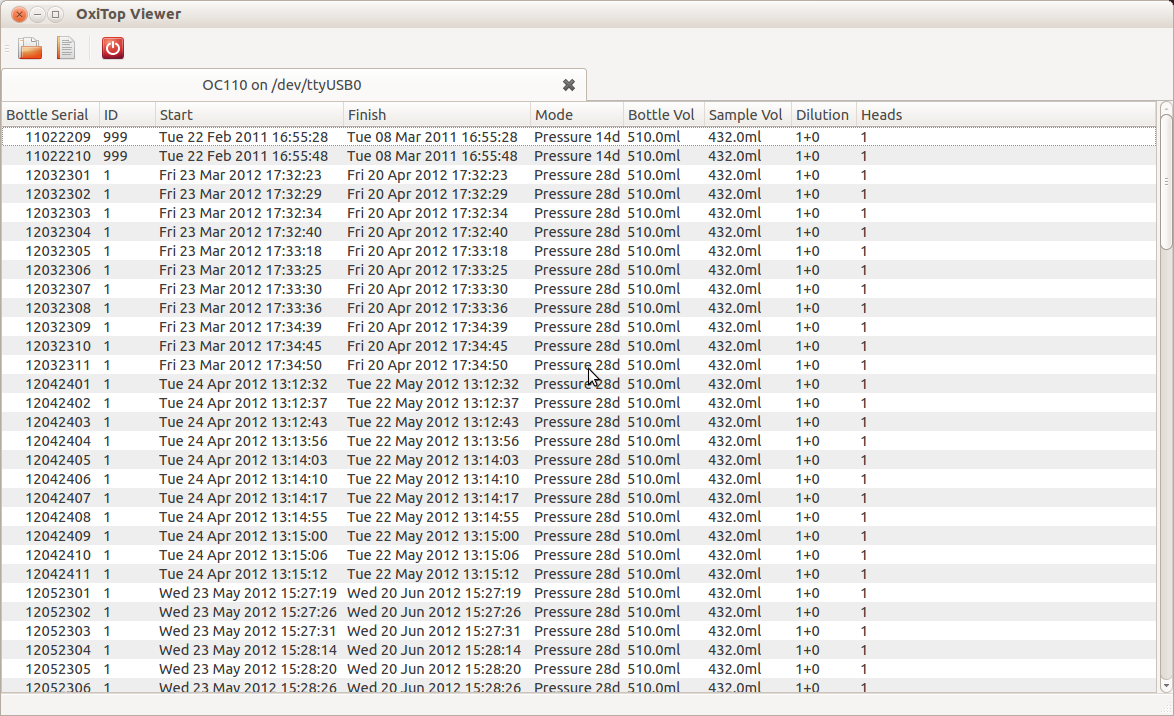 OxiTop Viewer
OC110 on /dev/ttyUSB0
Bottle Serial ID Start Finish Mode Bottle Vol Sample Vol Dilution Heads
11022209 999 Tue 22 Feb 2011 16:55:28 Tue 08 Mar 2011 16:55:28 Pressure 14d 510.0ml 432.0ml 1+0 1
11022210 999 Tue 22 Feb 2011 16:55:48 Tue 08 Mar 2011 16:55:48 Pressure 14d 510.0ml 432.0ml 1+0 1
12032301 1 Fri 23 Mar 2012 17:32:23 Fri 20 Apr 2012 17:32:23 Pressure 28d 510.0ml 432.0ml 1+0 1
12032302 1 Fri 23 Mar 2012 17:32:29 Fri 20 Apr 2012 17:32:29 Pressure 28d 510.0ml 432.0ml 1+0 1
12032303 1 Fri 23 Mar 2012 17:32:34 Fri 20 Apr 2012 17:32:34 Pressure 28d 510.0ml 432.0ml 1+0 1
12032304 1 Fri 23 Mar 2012 17:32:40 Fri 20 Apr 2012 17:32:40 Pressure 28d 510.0ml 432.0ml 1+0 1
12032305 1 Fri 23 Mar 2012 17:33:18 Fri 20 Apr 2012 17:33:18 Pressure 28d 510.0ml 432.0ml 1+0 1
12032306 1 Fri 23 Mar 2012 17:33:25 Fri 20 Apr 2012 17:33:25 Pressure 28d 510.0ml 432.0ml 1+0 1
12032307 1 Fri 23 Mar 2012 17:33:30 Fri 20 Apr 2012 17:33:30 Pressure 28d 510.0ml 432.0ml 1+0 1
12032308 1 Fri 23 Mar 2012 17:33:36 Fri 20 Apr 2012 17:33:36 Pressure 28d 510.0ml 432.0ml 1+0 1
12032309 1 Fri 23 Mar 2012 17:34:39 Fri 20 Apr 2012 17:34:39 Pressure 28d 510.0ml 432.0ml 1+0 1
12032310 1 Fri 23 Mar 2012 17:34:45 Fri 20 Apr 2012 17:34:45 Pressure 28d 510.0ml 432.0ml 1+0 1
12032311 1 Fri 23 Mar 2012 17:34:50 Fri 20 Apr 2012 17:34:50 Pressure 28d 510.0ml 432.0ml 1+0 1
12042401 1 Tue 24 Apr 2012 13:12:32 Tue 22 May 2012 13:12:32 Pressure 28d 510.0ml 432.0ml 1+0 1
12042402 1 Tue 24 Apr 2012 13:12:37 Tue 22 May 2012 13:12:37 Pressure 28d 510.0ml 432.0ml 1+0 1
12042403 1 Tue 24 Apr 2012 13:12:43 Tue 22 May 2012 13:12:43 Pressure 28d 510.0ml 432.0ml 1+0 1
12042404 1 Tue 24 Apr 2012 13:13:56 Tue 22 May 2012 13:13:56 Pressure 28d 510.0ml 432.0ml 1+0 1
12042405 1 Tue 24 Apr 2012 13:14:03 Tue 22 May 2012 13:14:03 Pressure 28d 510.0ml 432.0ml 1+0 1
12042406 1 Tue 24 Apr 2012 13:14:10 Tue 22 May 2012 13:14:10 Pressure 28d 510.0ml 432.0ml 1+0 1
12042407 1 Tue 24 Apr 2012 13:14:17 Tue 22 May 2012 13:14:17 Pressure 28d 510.0ml 432.0ml 1+0 1
12042408 1 Tue 24 Apr 2012 13:14:55 Tue 22 May 2012 13:14:55 Pressure 28d 510.0ml 432.0ml 1+0 1
12042409 1 Tue 24 Apr 2012 13:15:00 Tue 22 May 2012 13:15:00 Pressure 28d 510.0ml 432.0ml 1+0 1
12042410 1 Tue 24 Apr 2012 13:15:06 Tue 22 May 2012 13:15:06 Pressure 28d 510.0ml 432.0ml 1+0 1
12042411 1 Tue 24 Apr 2012 13:15:12 Tue 22 May 2012 13:15:12 Pressure 28d 510.0ml 432.0ml 1+0 1
12052301 1 Wed 23 May 2012 15:27:19 Wed 20 Jun 2012 15:27:19 Pressure 28d 510.0ml 432.0ml 1+0 1
12052302 1 Wed 23 May 2012 15:27:26 Wed 20 Jun 2012 15:27:26 Pressure 28d 510.0ml 432.0ml 1+0 1
12052303 1 Wed 23 May 2012 15:27:31 Wed 20 Jun 2012 15:27:31 Pressure 28d 510.0ml 432.0ml 1+0 1
12052304 1 Wed 23 May 2012 15:28:14 Wed 20 Jun 2012 15:28:14 Pressure 28d 510.0ml 432.0ml 1+0 1
12052305 1 Wed 23 May 2012 15:28:20 Wed 20 Jun 2012 15:28:20 Pressure 28d 510.0ml 432.0ml 1+0 1
12052306 1 Wed 23 May 2012 15:28:26 Wed 20 Jun 2012 15:28:26 Pressure 28d 510.0ml 432.0ml 1+0 1